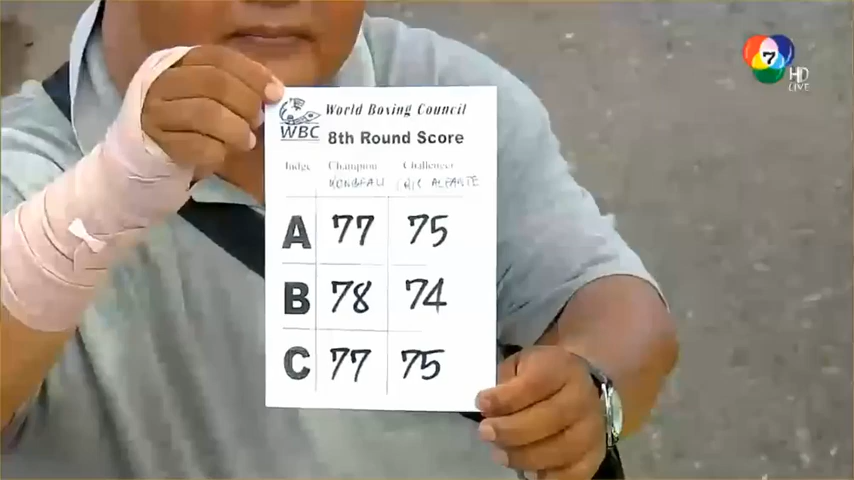 7
HD
LIVE
World Boxing Council
WBC
8th Round Score
Judge Champion Challenger
A 77 75
B 78 74
C 77 75